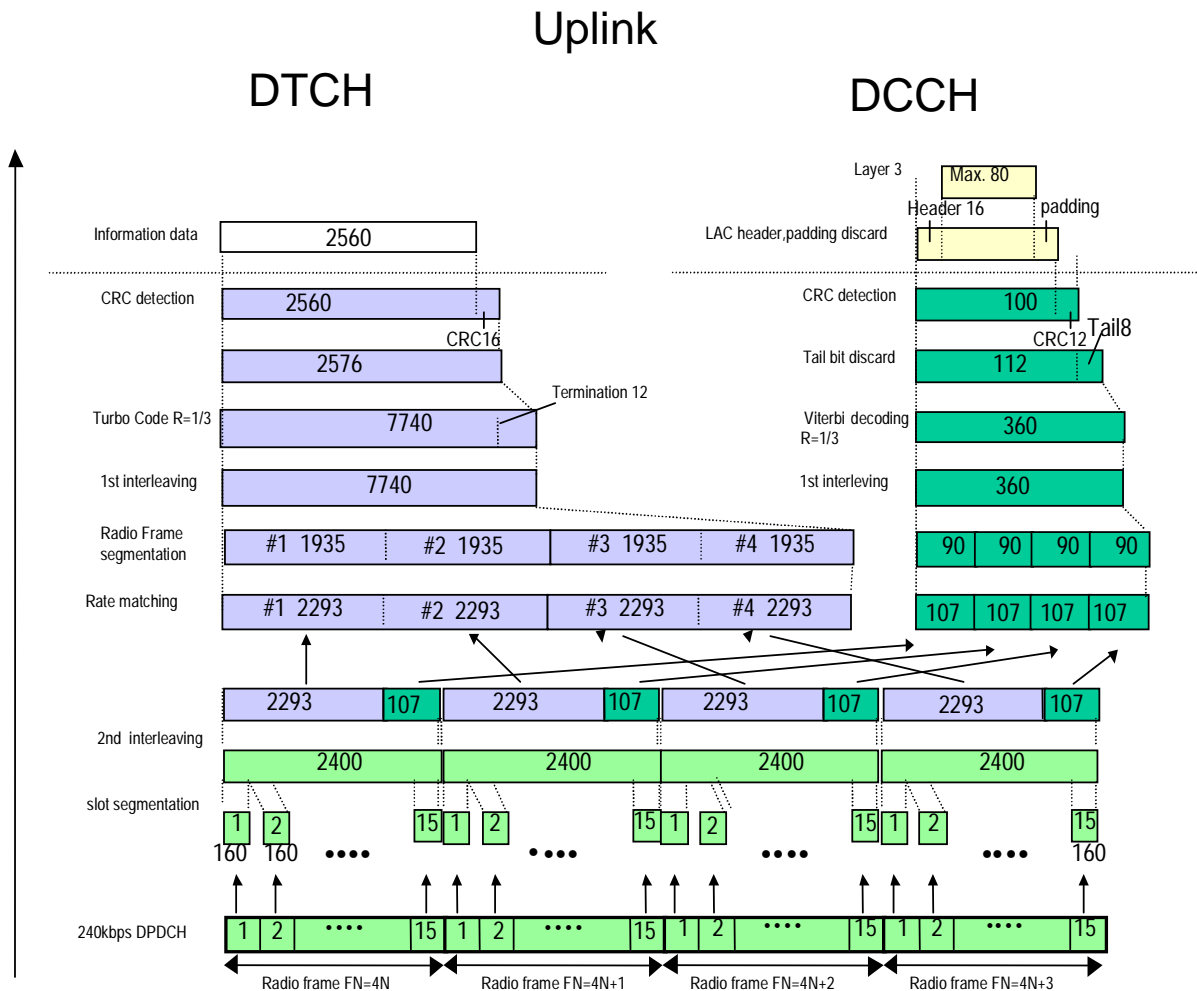 Uplink
DTCH DCCH
Layer 3 Max. 80
Header 16 padding
Information data 2560 LAC header,padding discard
CRC detection 2560 CRC detection 100
CRC16 CRC12 Tail8
2576 Tail bit discard 112
Termination 12
Turbo Code R=1/3 7740 Viterbi decoding R=1/3 360
1st interleaving 7740 1st interleving 360
Radio Frame segmentation #1 1935 #2 1935 #3 1935 #4 1935 90 90 90 90
Rate matching #1 2293 #2 2293 #3 2293 #4 2293 107 107 107 107
2293 107 2293 107 2293 107 2293 107
2nd interleaving
2400 2400 2400 2400
slot segmentation
1 2 15 1 2 15 1 2 15 1 2 15
160 160 •••• •••• •••• •••• 160
240kbps DPDCH 1 2 •••• 15 1 2 •••• 15 1 2 •••• 15 1 2 •••• 15
Radio frame FN=4N Radio frame FN=4N+1 Radio frame FN=4N+2 Radio frame FN=4N+3